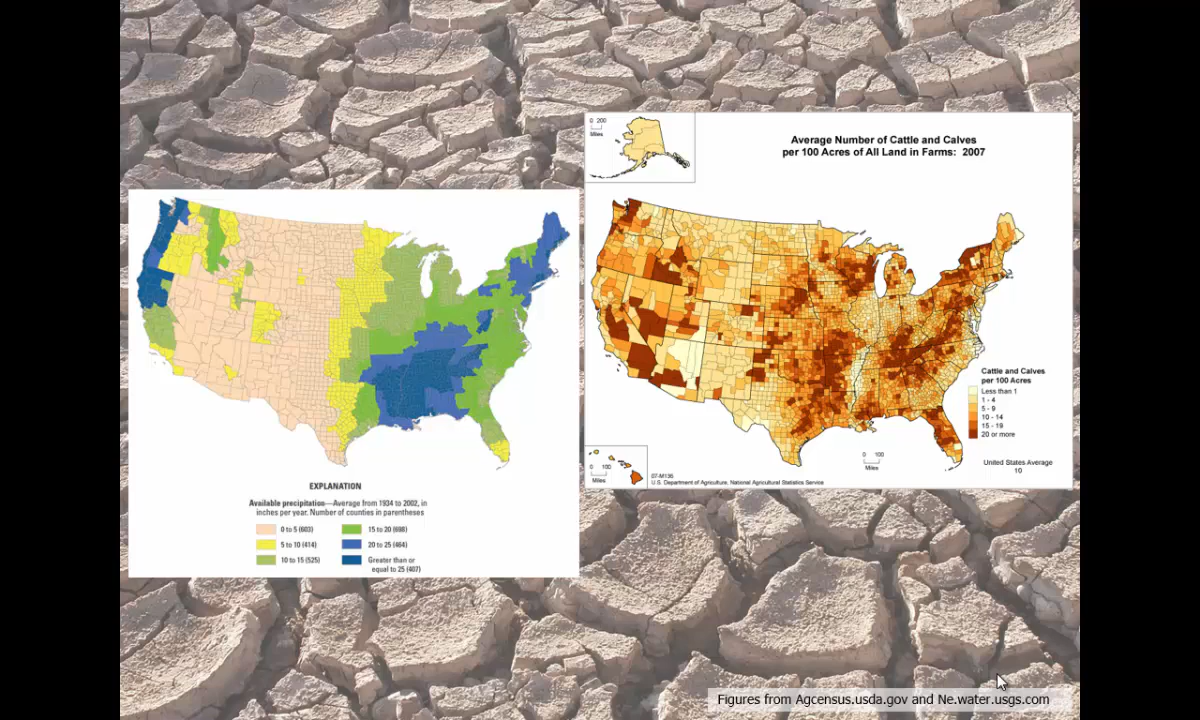 0 200
Miles
Average Number of Cattle and Calves
per 100 Acres of All Land in Farms: 2007
Cattle and Calves
per 100 Acres
Less than 1
1 - 4
5 - 9
10 - 14
15 - 19
20 or more
0 100
Miles
United States Average
10
0 100
Miles
07-M135
U.S. Department of Agriculture, National Agricultural Statistics Service
EXPLANATION
Available precipitation—Average from 1934 to 2002, in
inches per year. Number of counties in parentheses
0 to 5 (603)
5 to 10 (414)
10 to 15 (525)
15 to 20 (698)
20 to 25 (464)
Greater than or
equal to 25 (407)
Figures from Agcensus.usda.gov and Ne.water.usgs.com